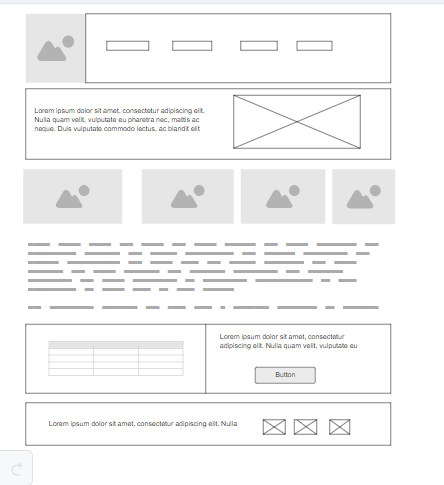 Lorem ipsum dolor sit amet, consectetur adipiscing elit.
Nulla quam velit, vulputate eu pharetra nec, mattis ac
neque. Duis vulputate commodo lectus, ac blandit elit
Lorem ipsum dolor sit amet, consectetur
adipiscing elit. Nulla quam velit, vulputate eu
Button
Lorem ipsum dolor sit amet, consectetur adipiscing elit. Nulla